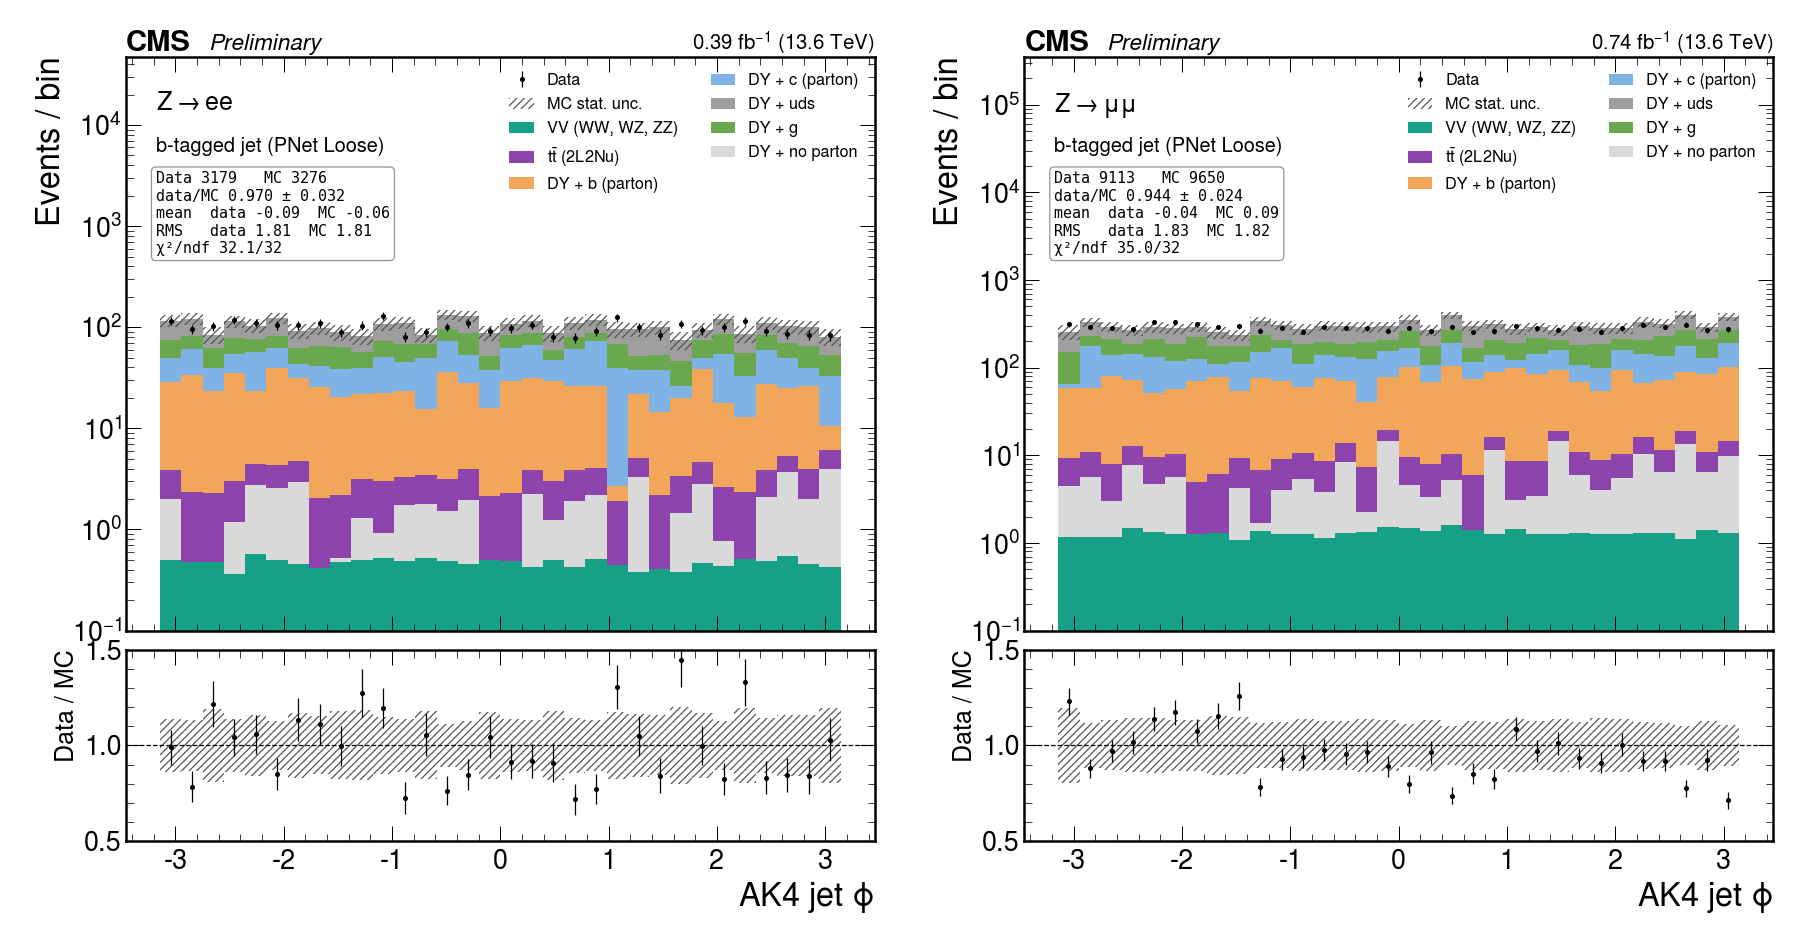 CMS Preliminary 0.39 fb⁻¹ (13.6 TeV)
Events / bin
Z → ee
b-tagged jet (PNet Loose)
Data 3179 MC 3276
data/MC 0.970 ± 0.032
mean data -0.09 MC -0.06
RMS data 1.81 MC 1.81
χ²/ndf 32.1/32
Data
MC stat. unc.
VV (WW, WZ, ZZ)
tt̄ (2L2Nu)
DY + b (parton)
DY + c (parton)
DY + uds
DY + g
DY + no parton
10⁴
10³
10²
10¹
10⁰
10⁻¹
Data / MC
1.5
1.0
0.5
-3 -2 -1 0 1 2 3
AK4 jet ϕ
CMS Preliminary 0.74 fb⁻¹ (13.6 TeV)
Events / bin
Z → μμ
b-tagged jet (PNet Loose)
Data 9113 MC 9650
data/MC 0.944 ± 0.024
mean data -0.04 MC 0.09
RMS data 1.83 MC 1.82
χ²/ndf 35.0/32
Data
MC stat. unc.
VV (WW, WZ, ZZ)
tt̄ (2L2Nu)
DY + b (parton)
DY + c (parton)
DY + uds
DY + g
DY + no parton
10⁵
10⁴
10³
10²
10¹
10⁰
10⁻¹
Data / MC
1.5
1.0
0.5
-3 -2 -1 0 1 2 3
AK4 jet ϕ